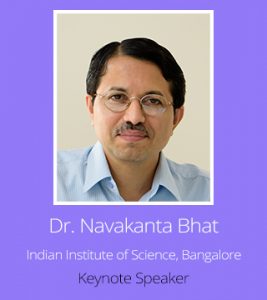 Dr. Navakanta Bhat
Indian Institute of Science, Bangalore
Keynote Speaker